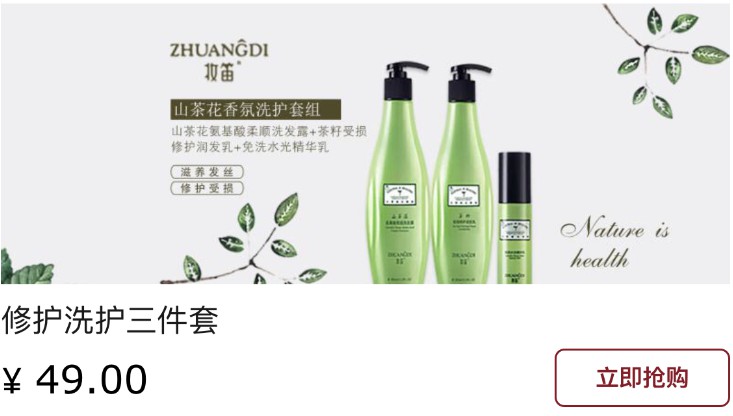 ZHUANGDI
妆笛
山茶花香氛洗护套组
山茶花氨基酸柔顺洗发露+茶籽受损
修护润发乳+免洗水光精华乳
滋养发丝
修护受损
ZHUANGDI
ZHUANGDI
Nature is
health
修护洗护三件套
¥ 49.00
立即抢购